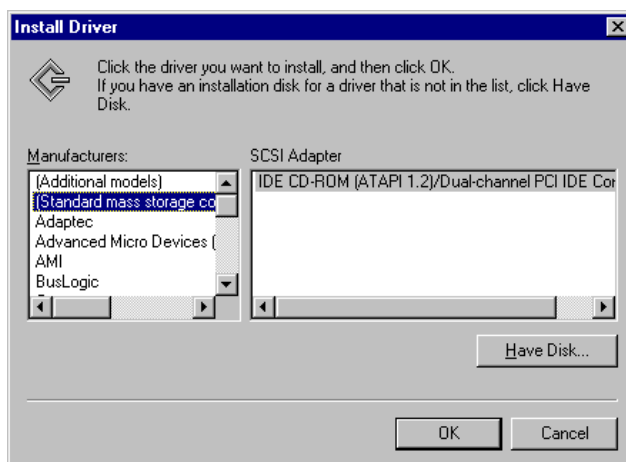 Install Driver
Click the driver you want to install, and then click OK.
If you have an installation disk for a driver that is not in the list, click Have
Disk.
Manufacturers:
(Additional models)
(Standard mass storage co
Adaptec
Advanced Micro Devices (
AMI
BusLogic
SCSI Adapter
IDE CD-ROM (ATAPI 1.2)/Dual-channel PCI IDE Con
Have Disk...
OK
Cancel